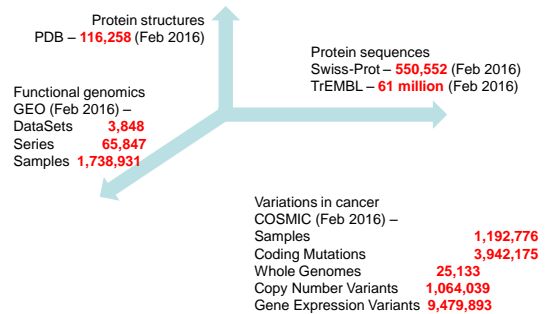 Protein structures
PDB – 116,258 (Feb 2016)
Protein sequences
Swiss-Prot – 550,552 (Feb 2016)
TrEMBL – 61 million (Feb 2016)
Functional genomics
GEO (Feb 2016) –
DataSets 3,848
Series 65,847
Samples 1,738,931
Variations in cancer
COSMIC (Feb 2016) –
Samples 1,192,776
Coding Mutations 3,942,175
Whole Genomes 25,133
Copy Number Variants 1,064,039
Gene Expression Variants 9,479,893